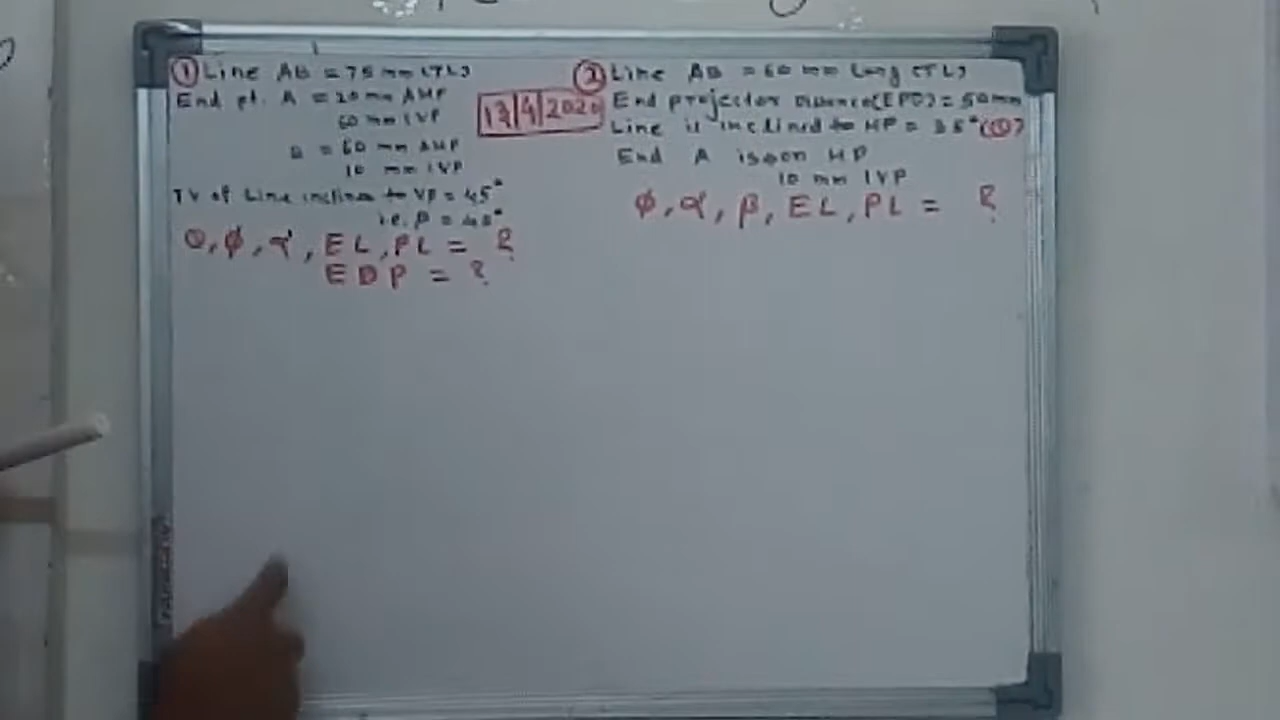 ① Line AB = 75 mm (TL)
End pt. A = 20 mm AHP
60 mm IVP
B = 60 mm AHP
10 mm IVP
TV of Line inclined to VP = 45°
i.e. β = 45°
θ, ϕ, α, EL, PL = ?
EDP = ?
13|4|2020
② Line AB = 60 mm long (TL)
End projector Distance (EPD) = 50mm
Line is inclined to HP = 35° (θ)
End A is on HP
10 mm IVP
ϕ, α, β, EL, PL = ?